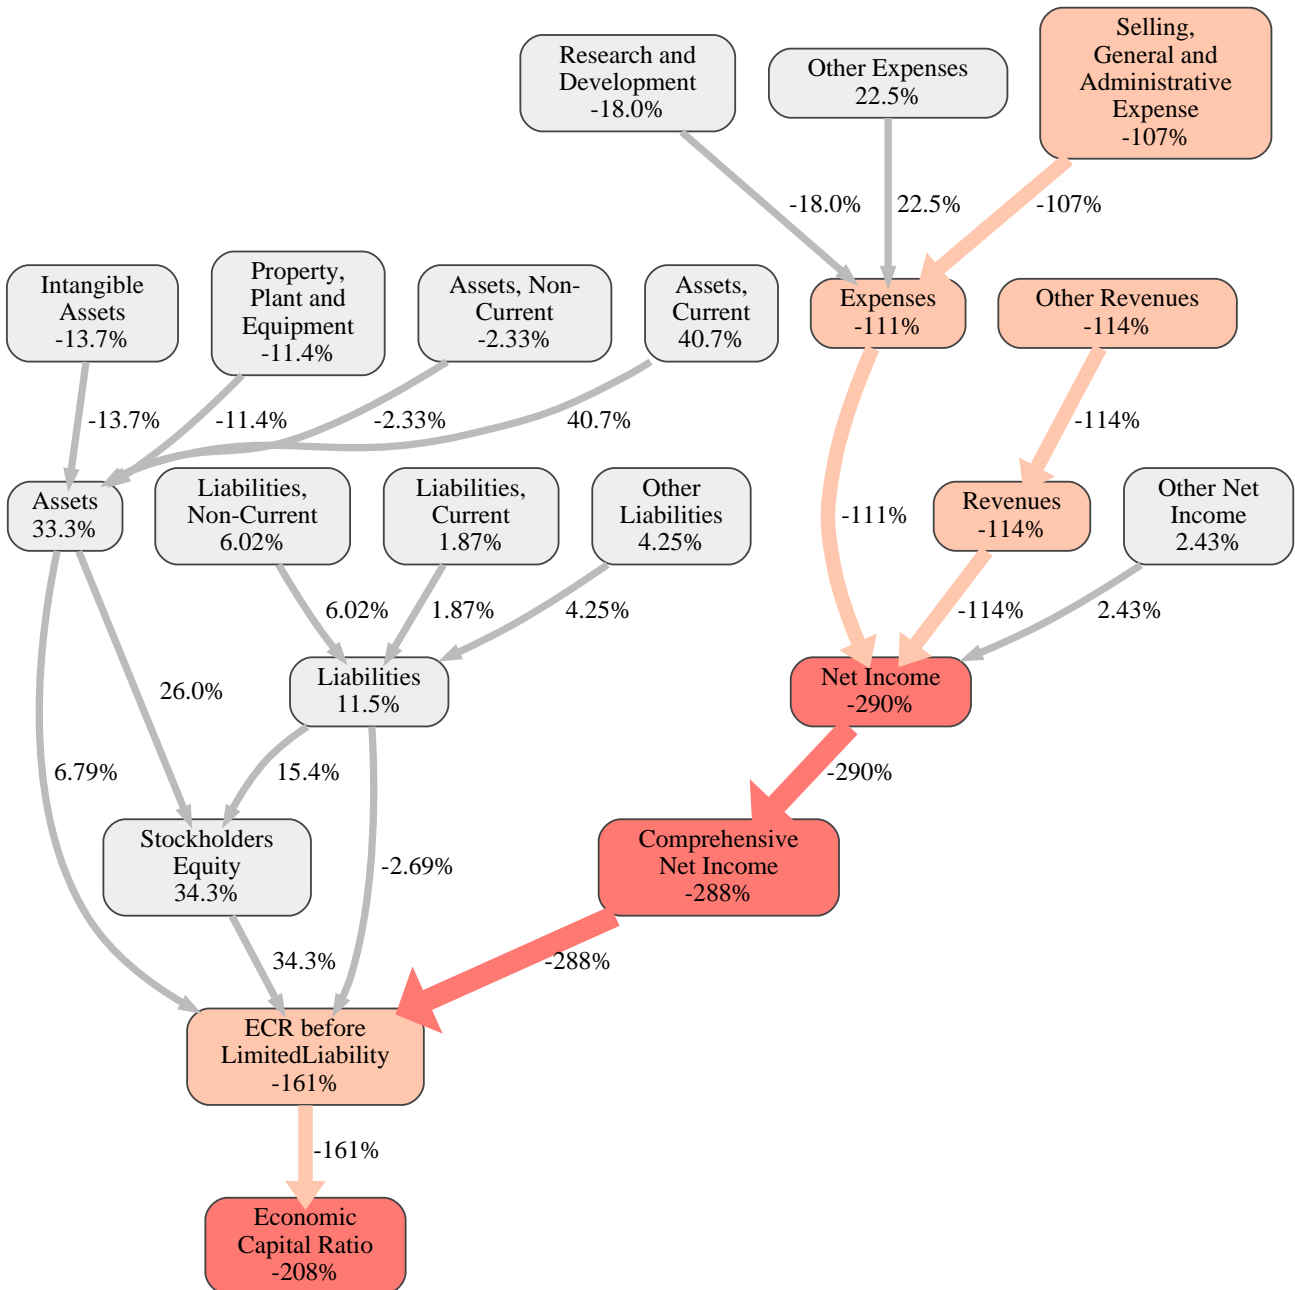 Selling,
General and
Administrative
Expense
-107%
Research and
Development
-18.0%
Other Expenses
22.5%
-18.0%
22.5%
-107%
Intangible
Assets
-13.7%
Property,
Plant and
Equipment
-11.4%
Assets, Non-
Current
-2.33%
Assets,
Current
40.7%
Expenses
-111%
Other Revenues
-114%
-13.7%
-11.4%
-2.33%
40.7%
-114%
Assets
33.3%
Liabilities,
Non-Current
6.02%
Liabilities,
Current
1.87%
Other
Liabilities
4.25%
-111%
Revenues
-114%
Other Net
Income
2.43%
6.02%
1.87%
4.25%
-114%
2.43%
26.0%
Liabilities
11.5%
Net Income
-290%
6.79%
15.4%
-290%
Stockholders
Equity
34.3%
-2.69%
Comprehensive
Net Income
-288%
34.3%
-288%
ECR before
LimitedLiability
-161%
-161%
Economic
Capital Ratio
-208%